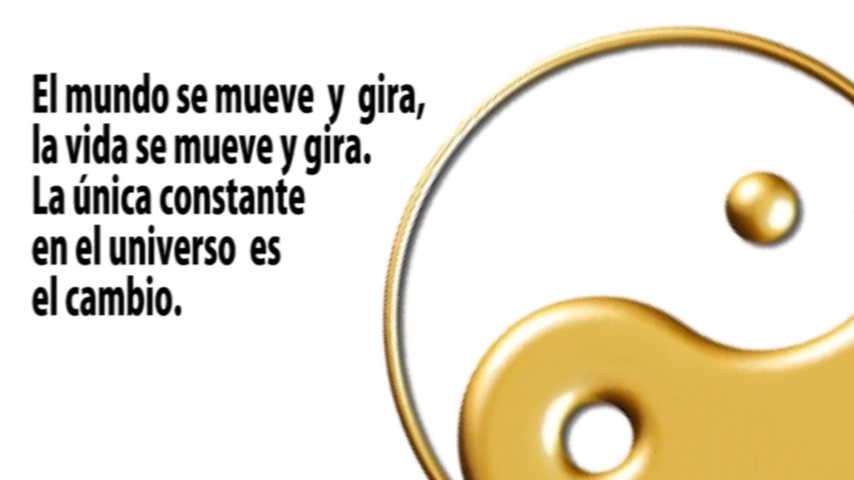 El mundo se mueve y gira,
la vida se mueve y gira.
La única constante
en el universo es
el cambio.